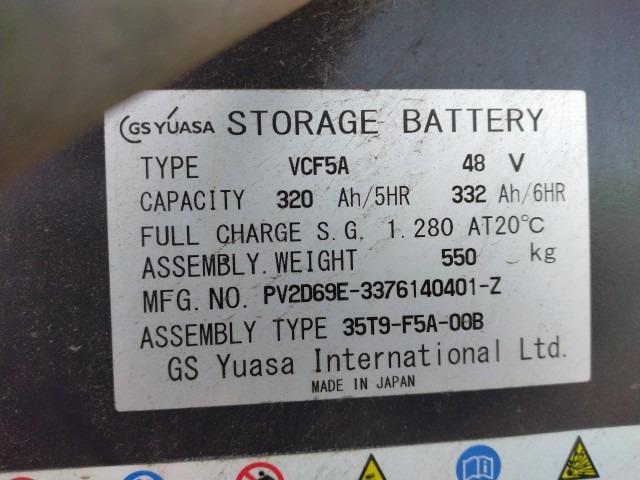 GS YUASA STORAGE BATTERY
TYPE VCF5A 48 V
CAPACITY 320 Ah/5HR 332 Ah/6HR
FULL CHARGE S.G. 1.280 AT20°C
ASSEMBLY.WEIGHT 550 kg
MFG.NO. PV2D69E-3376140401-Z
ASSEMBLY TYPE 35T9-F5A-00B
GS Yuasa International Ltd.
MADE IN JAPAN